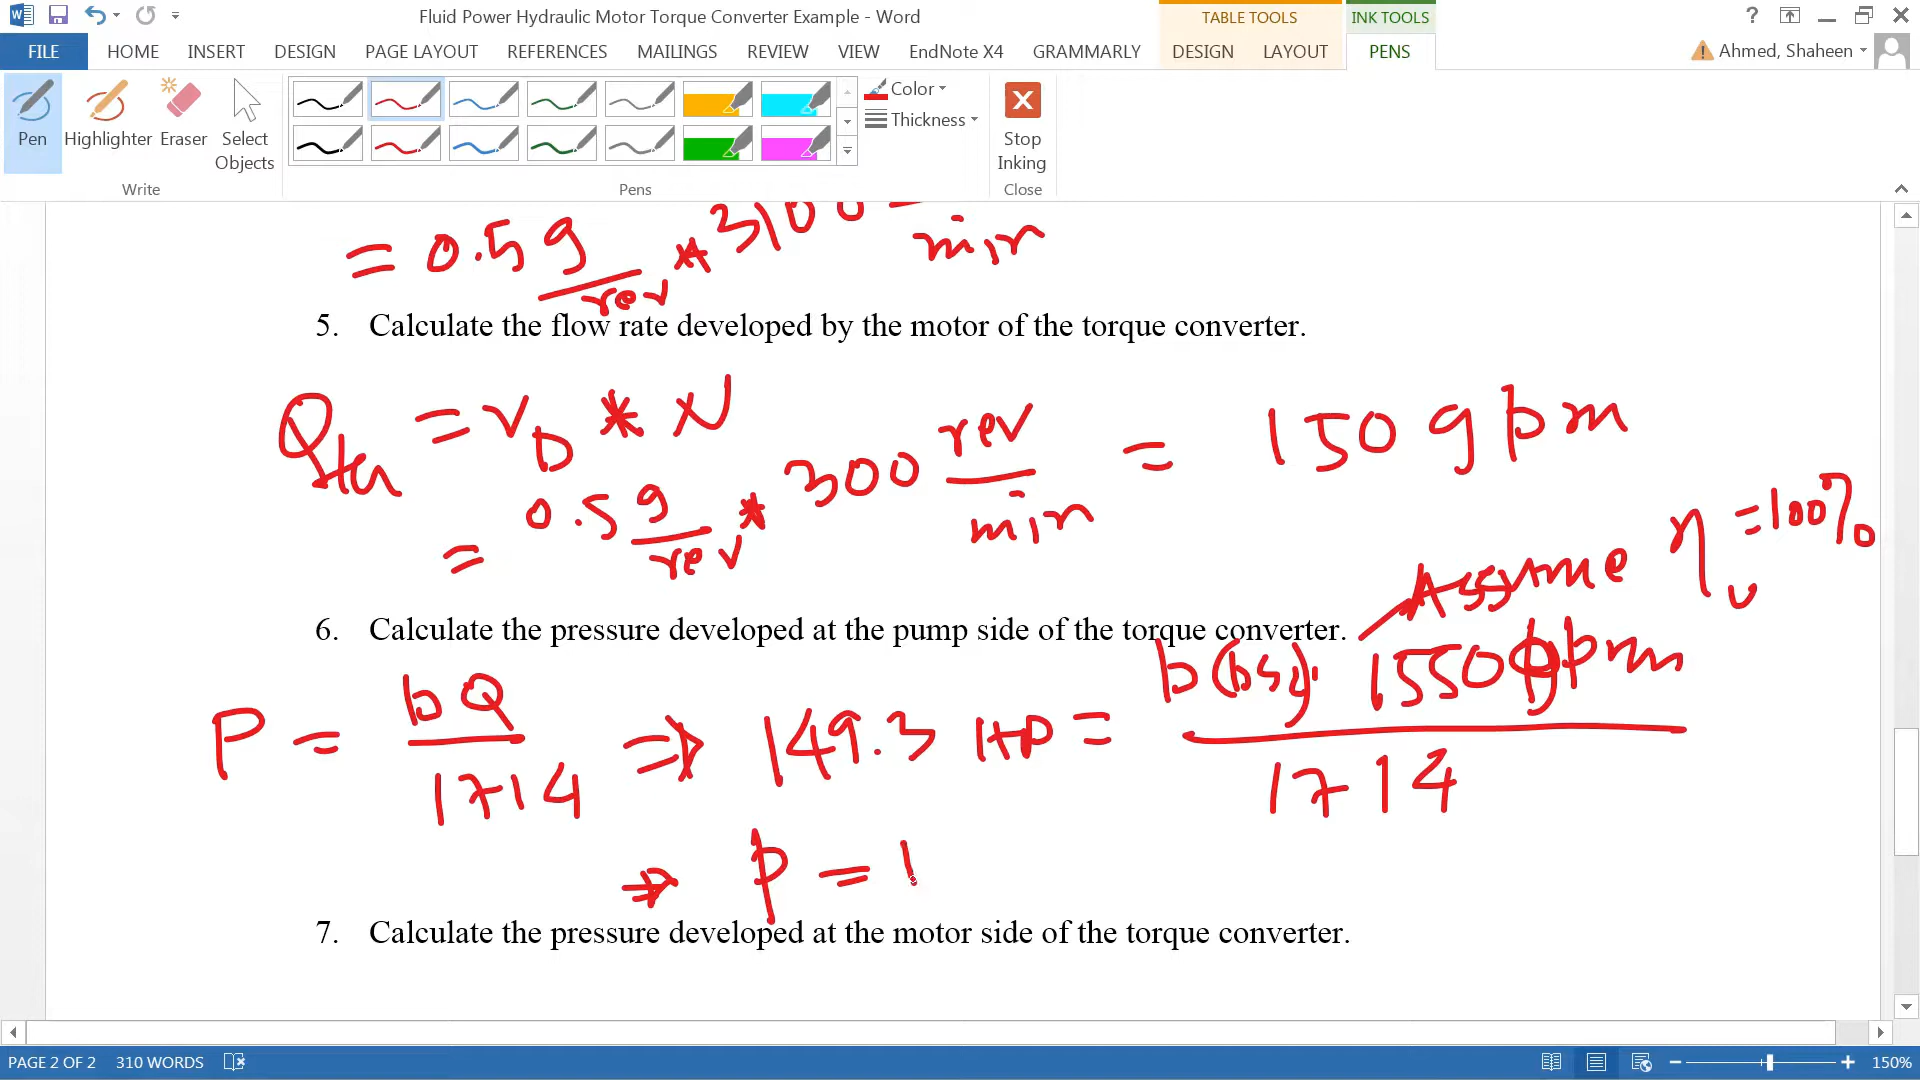 Fluid Power Hydraulic Motor Torque Converter Example - Word
TABLE TOOLS
INK TOOLS
FILE HOME INSERT DESIGN PAGE LAYOUT REFERENCES MAILINGS REVIEW VIEW EndNote X4 GRAMMARLY DESIGN LAYOUT PENS
Ahmed, Shaheen
Pen
Highlighter
Eraser
Select Objects
Color
Thickness
Stop Inking
Write
Pens
Close
= 0.5 g/rev * 3100
min
5. Calculate the flow rate developed by the motor of the torque converter.
= V_D * N
= 0.5 g/rev * 300 rev/min = 150 gpm
Assume η_v = 100%
6. Calculate the pressure developed at the pump side of the torque converter.
P = pQ/1714 ⇒ 149.3 HP = p(psi) 1550 gpm/1714
⇒ p = 1
7. Calculate the pressure developed at the motor side of the torque converter.
PAGE 2 OF 2 310 WORDS
150%